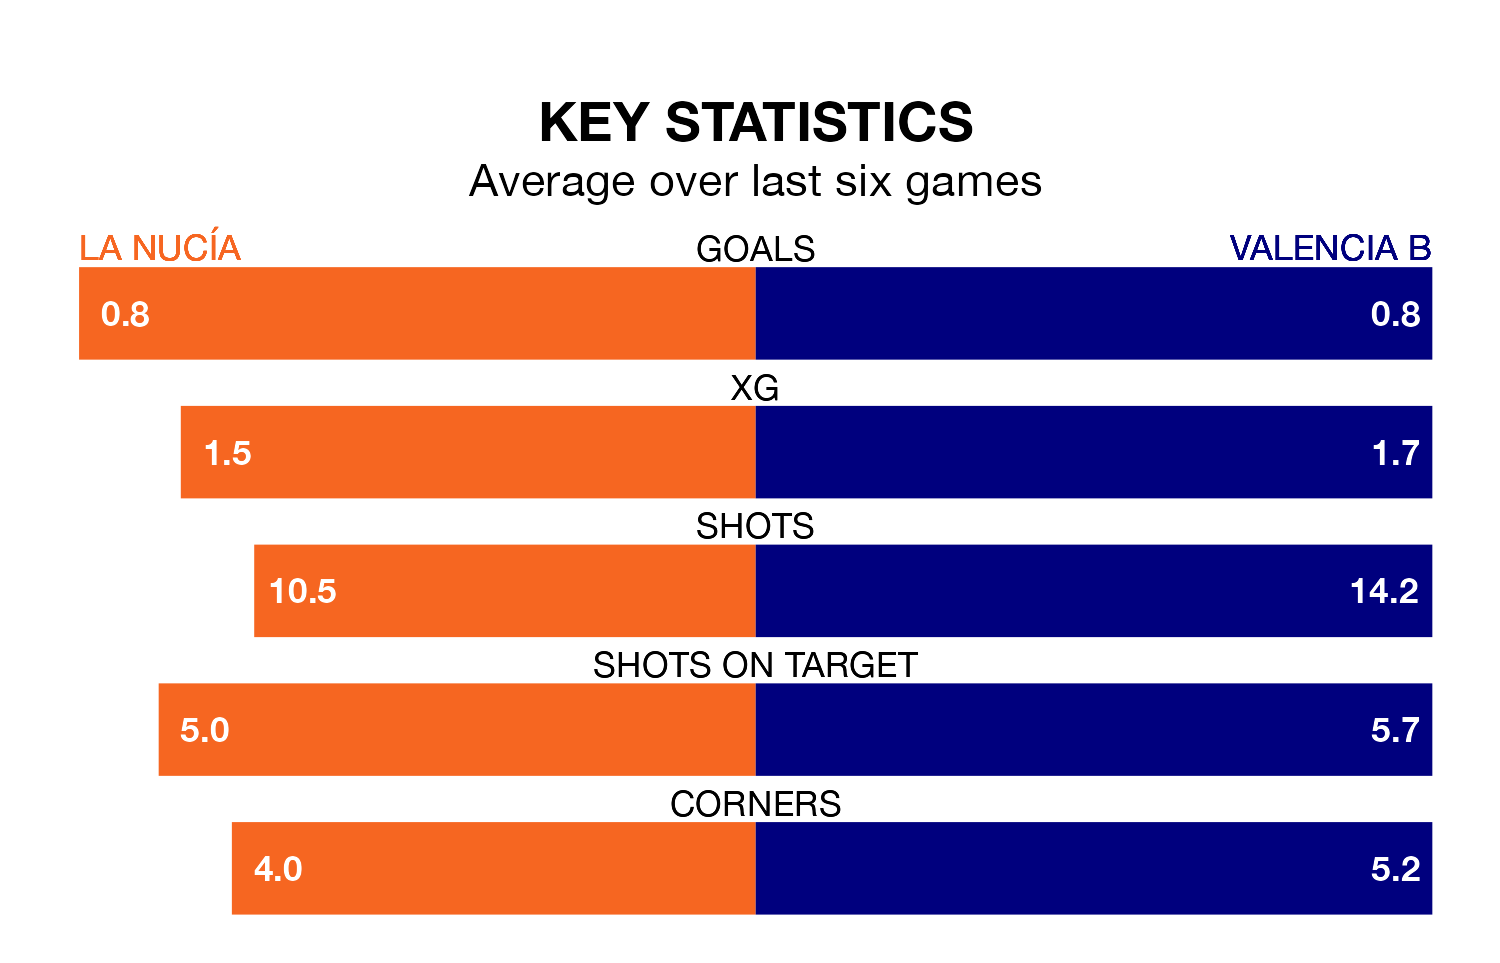 KEY STATISTICS
Average over last six games
LA NUCÍA GOALS VALENCIA B
0.8 0.8
XG
1.5 1.7
SHOTS
10.5 14.2
SHOTS ON TARGET
5.0 5.7
CORNERS
4.0 5.2